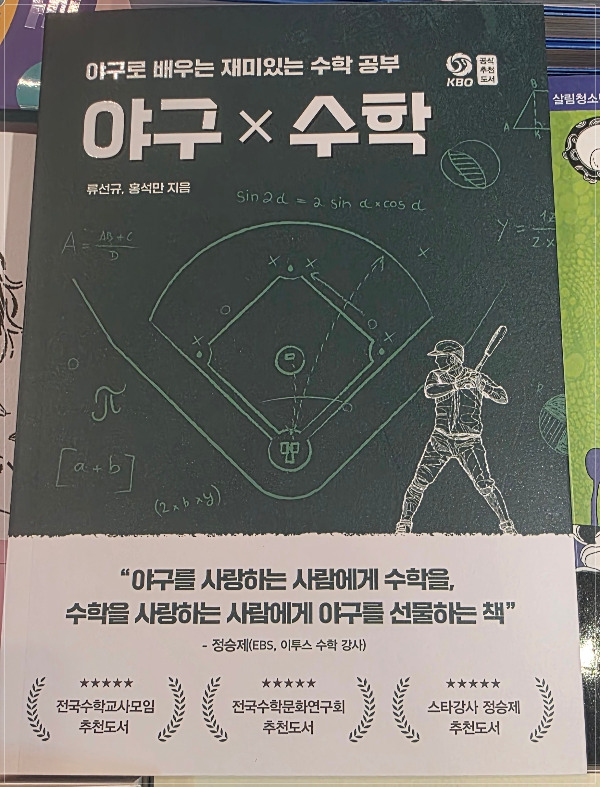 야구로 배우는 재미있는 수학 공부
KBO
공식
추천
도서
야구 × 수학
류선규, 홍석만 지음
살림청소년
sin 2d = 2 sin d × cos d
A = AB + C / D
B
A
π
[a + b]
(2 × b × y)
“야구를 사랑하는 사람에게 수학을,
수학을 사랑하는 사람에게 야구를 선물하는 책”
- 정승제(EBS, 이투스 수학 강사)
★★★★★
전국수학교사모임
추천도서
★★★★★
전국수학문화연구회
추천도서
★★★★★
스타강사 정승제
추천도서